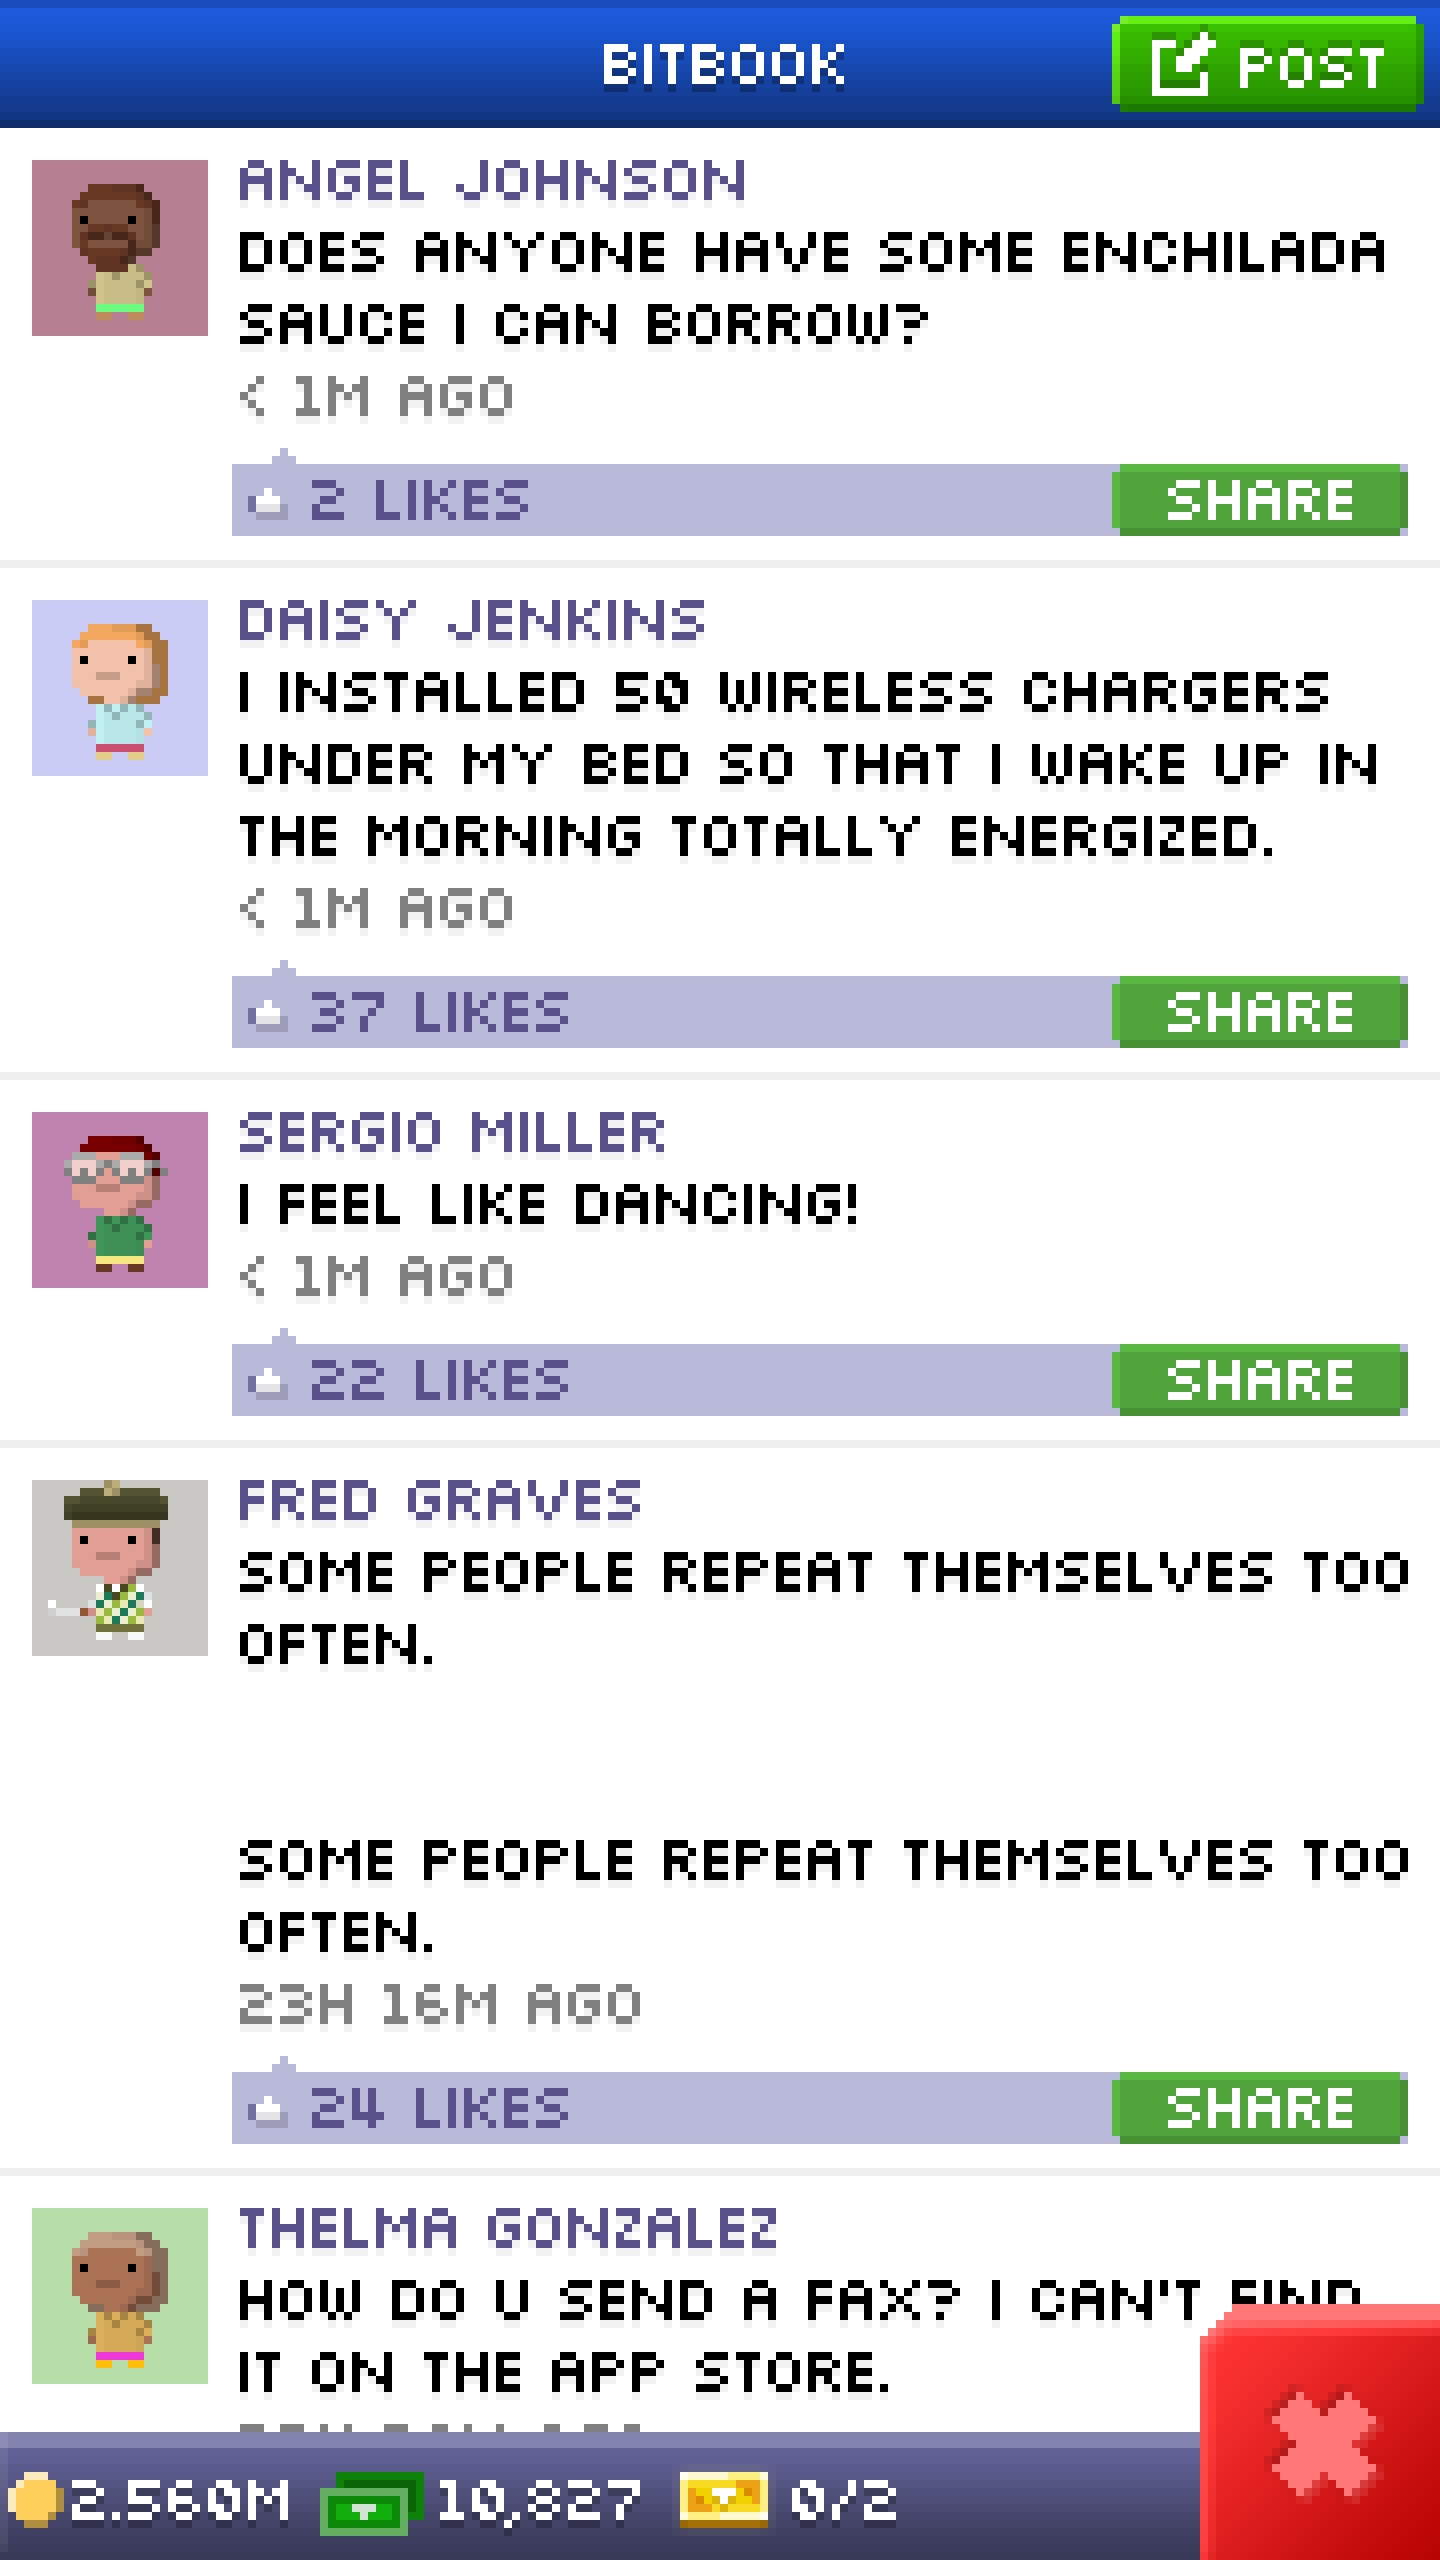 BITBOOK
POST
ANGEL JOHNSON
DOES ANYONE HAVE SOME ENCHILADA
SAUCE I CAN BORROW?
< 1M AGO
2 LIKES
SHARE
DAISY JENKINS
I INSTALLED 50 WIRELESS CHARGERS
UNDER MY BED SO THAT I WAKE UP IN
THE MORNING TOTALLY ENERGIZED.
< 1M AGO
37 LIKES
SHARE
SERGIO MILLER
I FEEL LIKE DANCING!
< 1M AGO
22 LIKES
SHARE
FRED GRAVES
SOME PEOPLE REPEAT THEMSELVES TOO
OFTEN.
SOME PEOPLE REPEAT THEMSELVES TOO
OFTEN.
23H 16M AGO
24 LIKES
SHARE
THELMA GONZALEZ
HOW DO U SEND A FAX? I CAN'T FIND
IT ON THE APP STORE.
2.560M
10,827
0/2